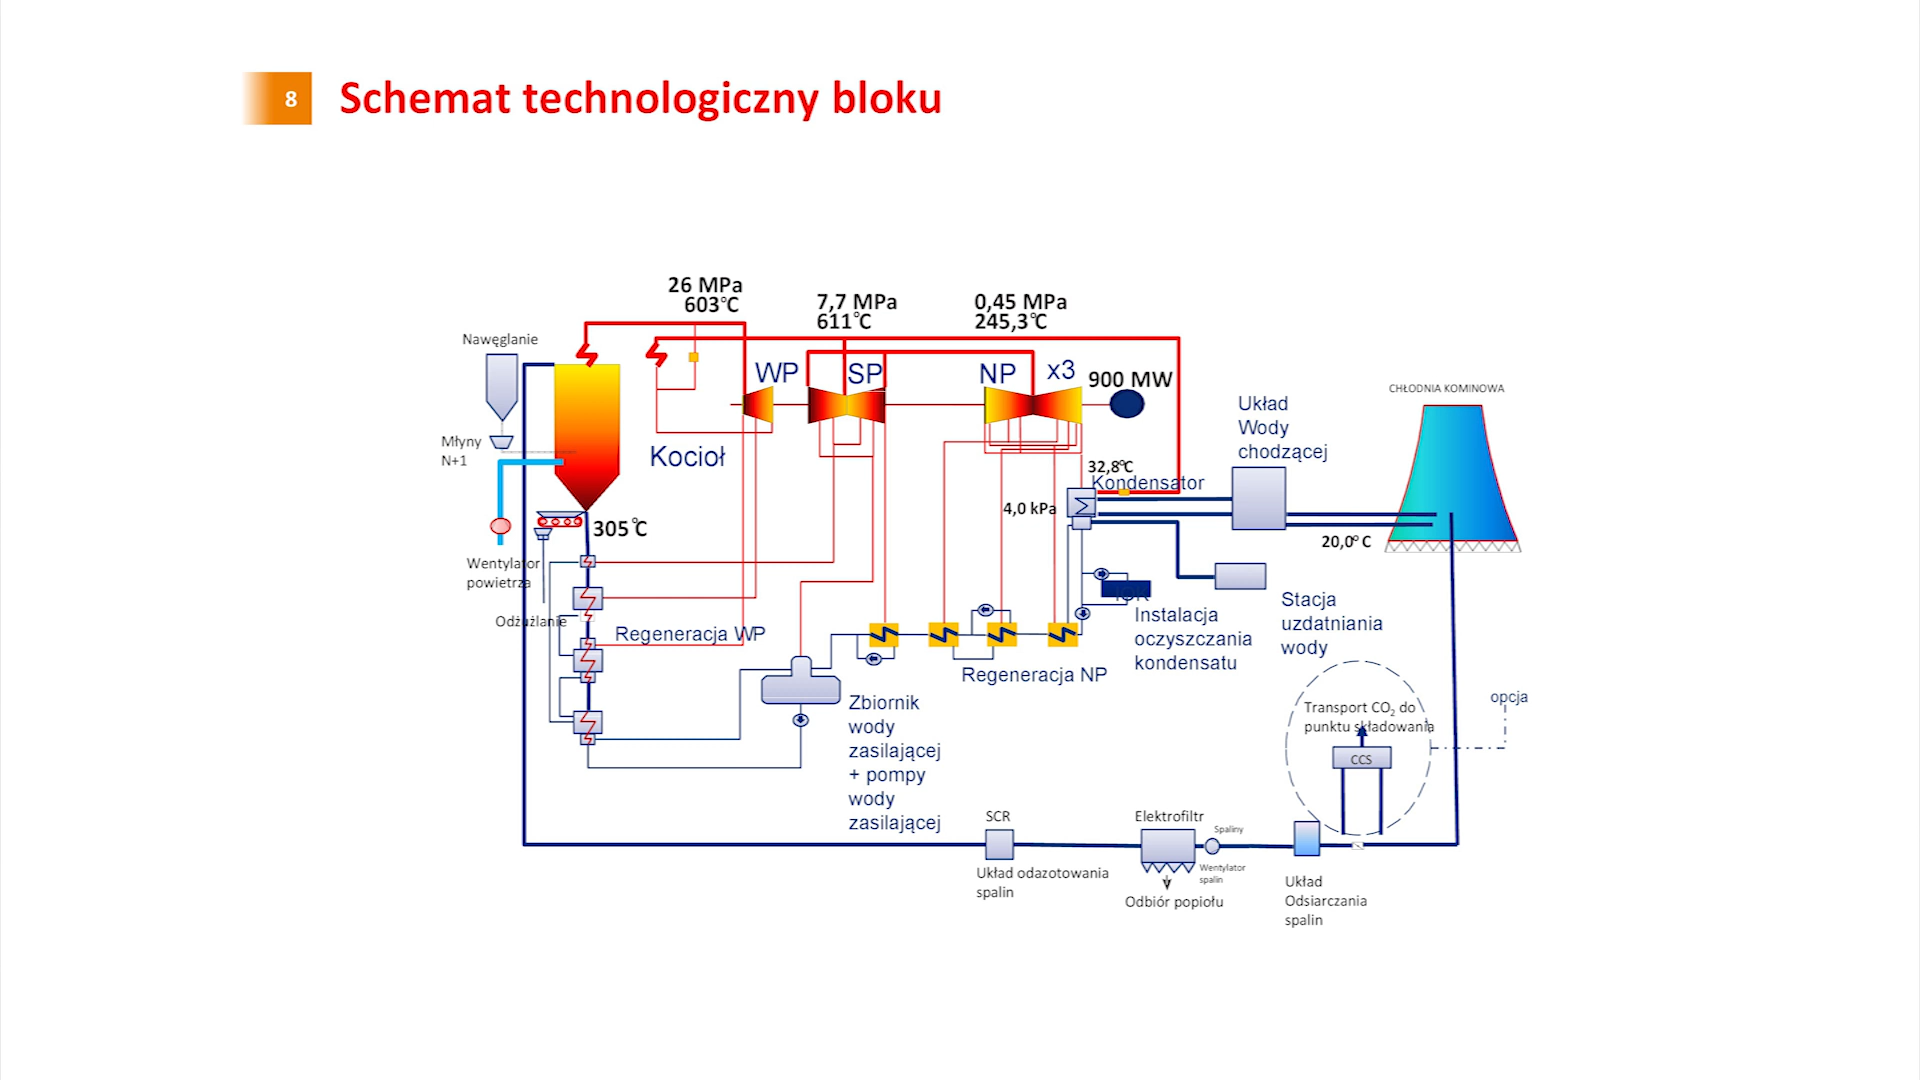 8
Schemat technologiczny bloku
26 MPa
603°C
7,7 MPa
611°C
0,45 MPa
245,3°C
Nawęglanie
WP
SP
NP
x3
900 MW
CHŁODNIA KOMINOWA
Układ
Wody
chodzącej
Młyny
N+1
Kocioł
32,8°C
Kondensator
4,0 kPa
305°C
20,0°C
Wentylator
powietrza
Odżużlanie
Regeneracja WP
Regeneracja NP
Instalacja
oczyszczania
kondensatu
Stacja
uzdatniania
wody
Zbiornik
wody
zasilającej
+ pompy
wody
zasilającej
opcja
Transport CO₂ do
punktu składowania
CCS
SCR
Układ odazotowania
spalin
Elektrofiltr
Spaliny
Wentylator
spalin
Odbiór popiołu
Układ
Odsiarczania
spalin